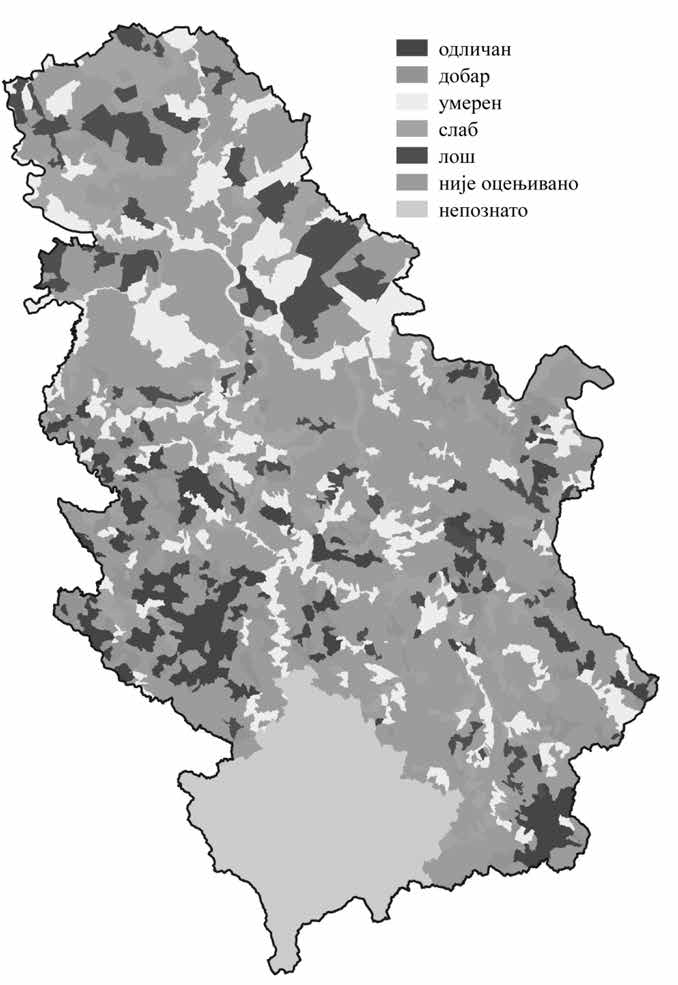 одличан
добар
умерен
слаб
лош
није оцењивано
непознато